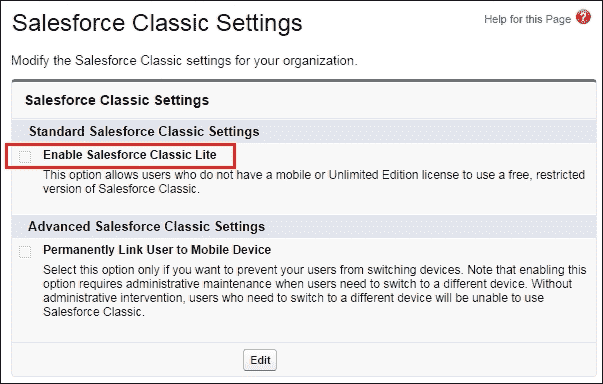 Salesforce Classic Settings
Help for this Page ?
Modify the Salesforce Classic settings for your organization.
Salesforce Classic Settings
Standard Salesforce Classic Settings
Enable Salesforce Classic Lite
This option allows users who do not have a mobile or Unlimited Edition license to use a free, restricted
version of Salesforce Classic.
Advanced Salesforce Classic Settings
Permanently Link User to Mobile Device
Select this option only if you want to prevent your users from switching devices. Note that enabling this
option requires administrative maintenance when users need to switch to a different device. Without
administrative intervention, users who need to switch to a different device will be unable to use
Salesforce Classic.
Edit